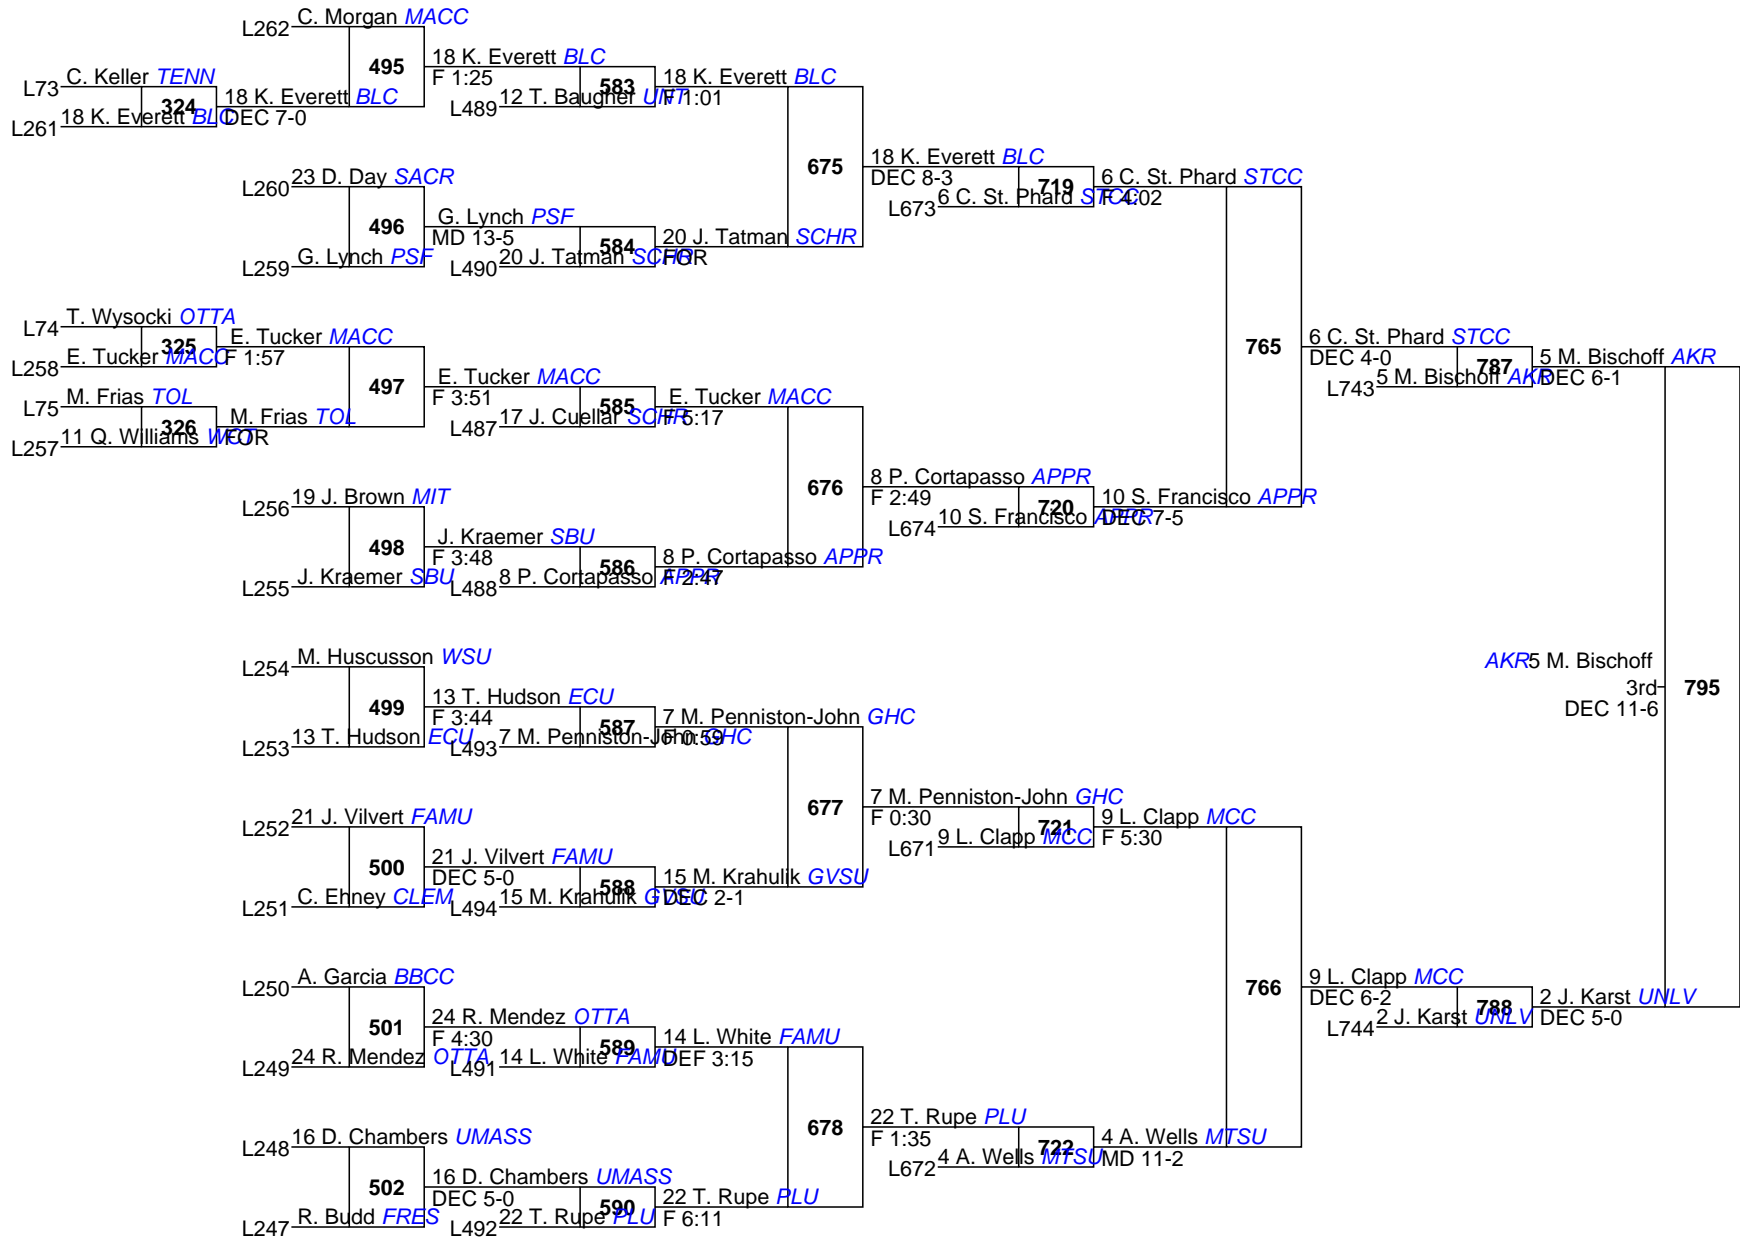 L262 C. Morgan MACC
495
18 K. Everett BLC
F 1:25
L73 C. Keller TENN
324
L261 18 K. Everett BLC
18 K. Everett BLC
DEC 7-0
583
L489 12 T. Baugher UNT
18 K. Everett BLC
F 1:01
675
18 K. Everett BLC
DEC 8-3
L260 23 D. Day SACR
496
L259 G. Lynch PSF
G. Lynch PSF
MD 13-5
584
L490 20 J. Tatman SCHR
20 J. Tatman SCHR
FOR
719
L673 6 C. St. Phard STCC
6 C. St. Phard STCC
F 4:02
L74 T. Wysocki OTTA
325
L258 E. Tucker MACC
E. Tucker MACC
F 1:57
497
L75 M. Frias TOL
326
L257 11 Q. Williams WCT
M. Frias TOL
FOR
E. Tucker MACC
F 3:51
585
L487 17 J. Cuellar SCHR
E. Tucker MACC
F 5:17
676
8 P. Cortapasso APPR
F 2:49
L256 19 J. Brown MIT
498
L255 J. Kraemer SBU
J. Kraemer SBU
F 3:48
586
L488 8 P. Cortapasso APPR
8 P. Cortapasso APPR
F 2:47
720
L674 10 S. Francisco APPR
10 S. Francisco APPR
DEC 7-5
765
6 C. St. Phard STCC
DEC 4-0
787
L743 5 M. Bischoff AKR
5 M. Bischoff AKR
DEC 6-1
L254 M. Huscusson WSU
499
L253 13 T. Hudson ECU
13 T. Hudson ECU
F 3:44
587
L493 7 M. Penniston-John GHC
7 M. Penniston-John GHC
F 0:59
677
7 M. Penniston-John GHC
F 0:30
L252 21 J. Vilvert FAMU
500
L251 C. Ehney CLEM
21 J. Vilvert FAMU
DEC 5-0
588
L494 15 M. Krahulik GVSU
15 M. Krahulik GVSU
DEC 2-1
721
L671 9 L. Clapp MCC
9 L. Clapp MCC
F 5:30
L250 A. Garcia BBCC
501
L249 24 R. Mendez OTTA
24 R. Mendez OTTA
F 4:30
589
L491 14 L. White FAMU
14 L. White FAMU
DEF 3:15
678
22 T. Rupe PLU
F 1:35
L248 16 D. Chambers UMASS
502
L247 R. Budd FRES
16 D. Chambers UMASS
DEC 5-0
590
L492 22 T. Rupe PLU
22 T. Rupe PLU
F 6:11
722
L672 4 A. Wells MTSU
4 A. Wells MTSU
MD 11-2
766
9 L. Clapp MCC
DEC 6-2
788
L744 2 J. Karst UNLV
2 J. Karst UNLV
DEC 5-0
AKR 5 M. Bischoff
3rd
795
DEC 11-6